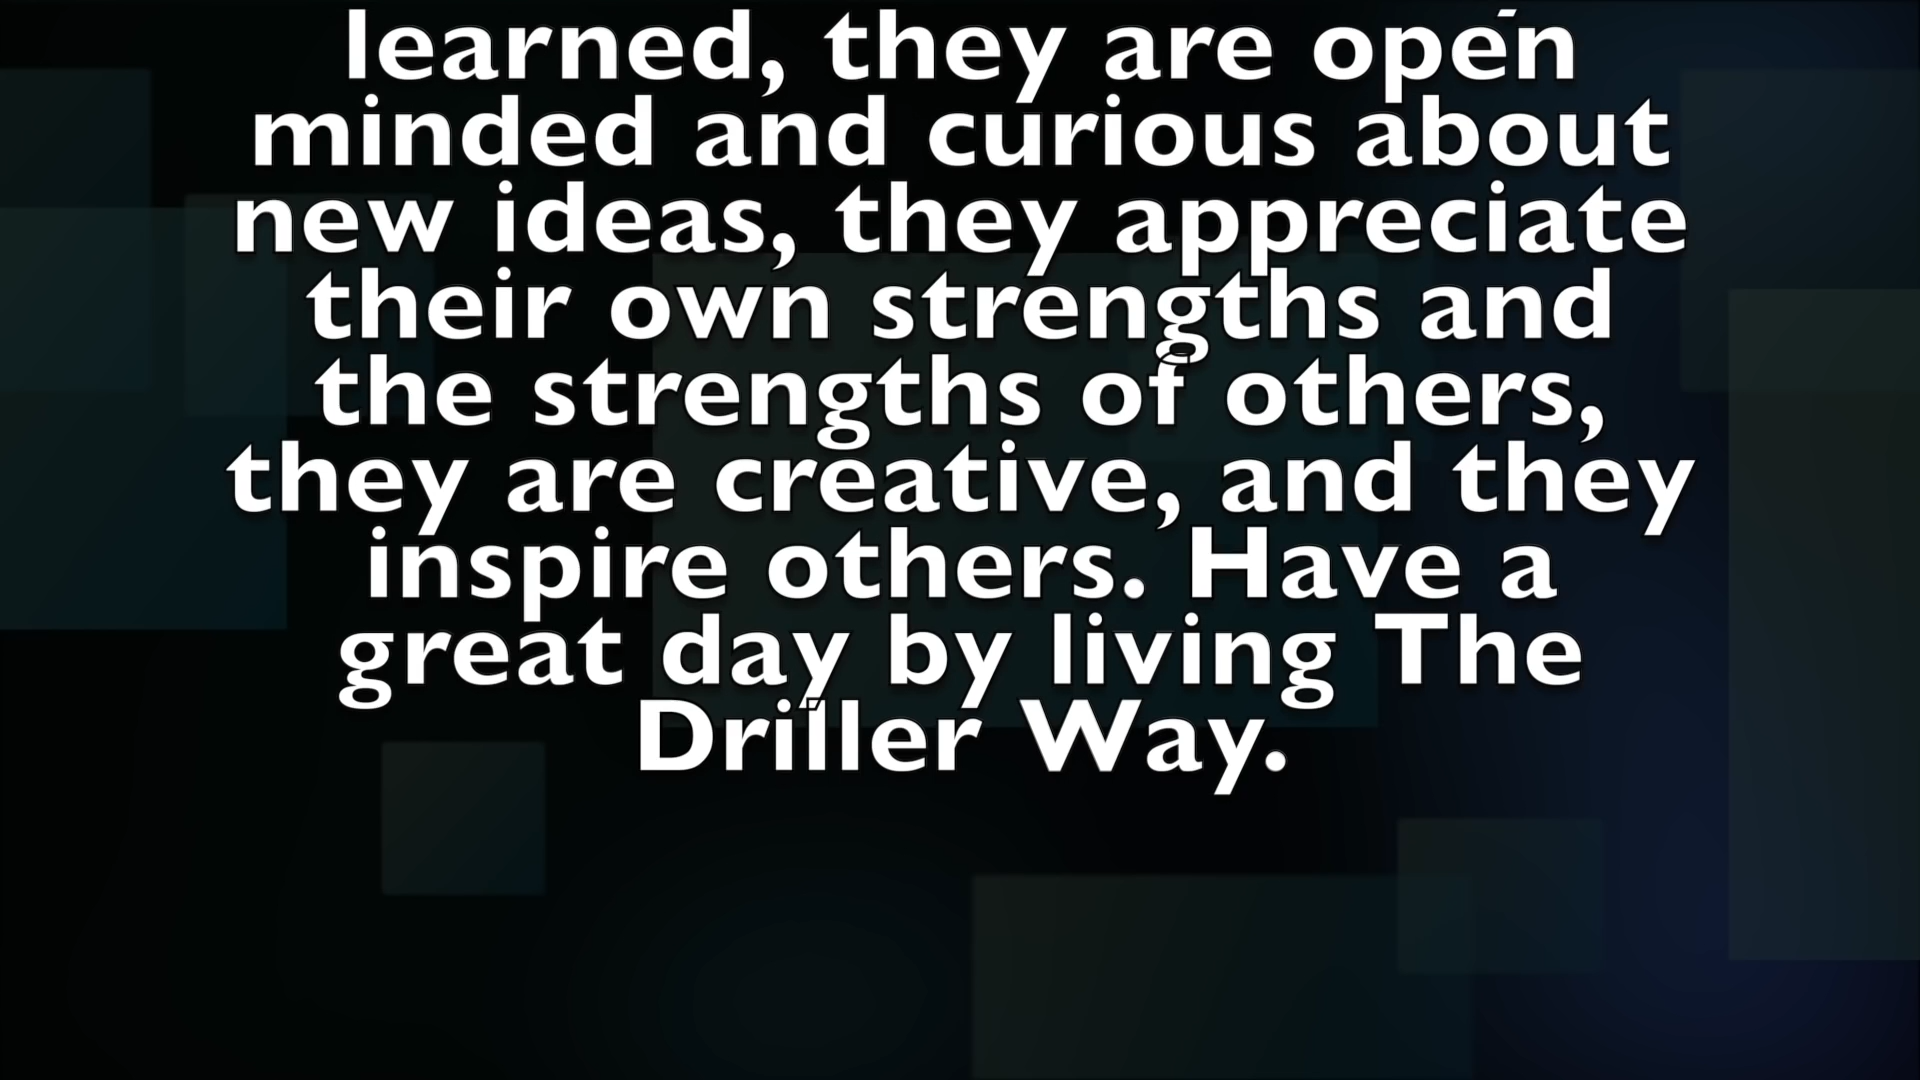 learned, they are open
minded and curious about
new ideas, they appreciate
their own strengths and
the strengths of others,
they are creative, and they
inspire others. Have a
great day by living The
Driller Way.